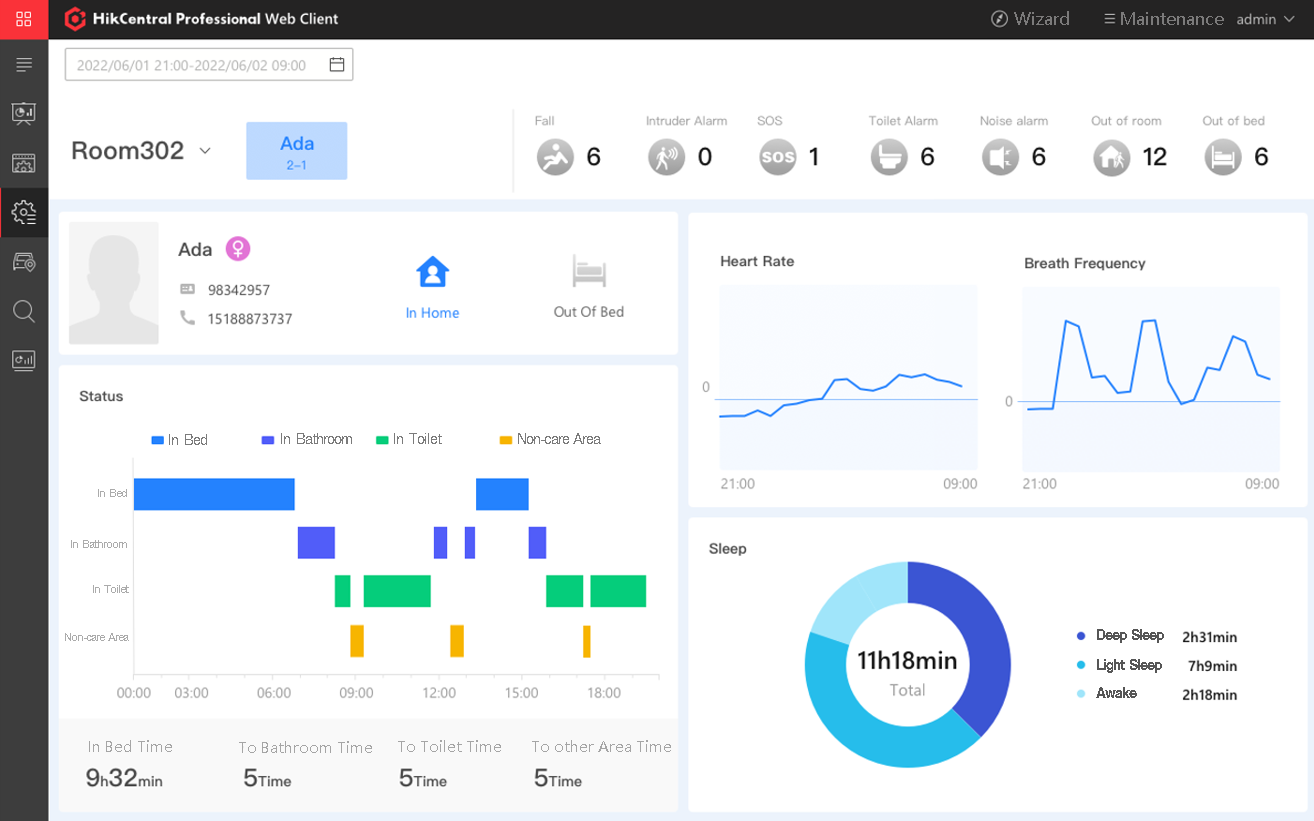 HikCentral Professional Web Client
Wizard
Maintenance
admin
2022/06/01 21:00-2022/06/02 09:00
Room302
Ada
2-1
Fall
6
Intruder Alarm
0
SOS
SOS
1
Toilet Alarm
6
Noise alarm
6
Out of room
12
Out of bed
6
Ada
98342957
15188873737
In Home
Out Of Bed
Heart Rate
0
21:00 09:00
Breath Frequency
0
21:00 09:00
Status
In Bed In Bathroom In Toilet Non-care Area
In Bed
In Bathroom
In Toilet
Non-care Area
00:00 03:00 06:00 09:00 12:00 15:00 18:00
In Bed Time
9h32min
To Bathroom Time
5Time
To Toilet Time
5Time
To other Area Time
5Time
Sleep
11h18min
Total
Deep Sleep 2h31min
Light Sleep 7h9min
Awake 2h18min